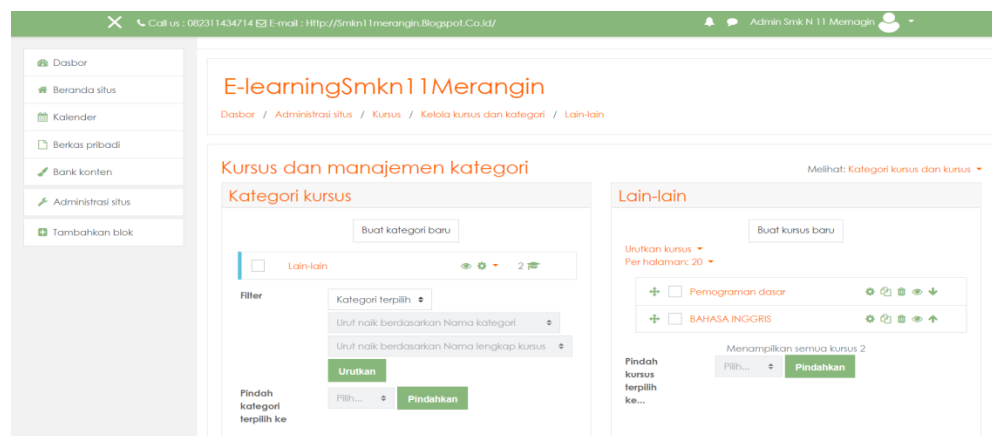 Call us : 082311434714 E-mail : Http://Smkn11merangin.Blogspot.Co.Id/
Admin Smk N 11 Mernagin
Dasbor
Beranda situs
Kalender
Berkas pribadi
Bank konten
Administrasi situs
Tambahkan blok
E-learningSmkn11Merangin
Dasbor / Administrasi situs / Kursus / Kelola kursus dan kategori / Lain-lain
Kursus dan manajemen kategori
Melihat: Kategori kursus dan kursus
Kategori kursus
Buat kategori baru
Lain-lain 2
Filter
Kategori terpilih
Urut naik berdasarkan Nama kategori
Urut naik berdasarkan Nama lengkap kursus
Urutkan
Pindah
kategori
terpilih ke
Pilih...
Pindahkan
Lain-lain
Buat kursus baru
Urutkan kursus
Per halaman: 20
Pemograman dasar
BAHASA INGGRIS
Menampilkan semua kursus 2
Pindah
kursus
terpilih
ke...
Pilih...
Pindahkan